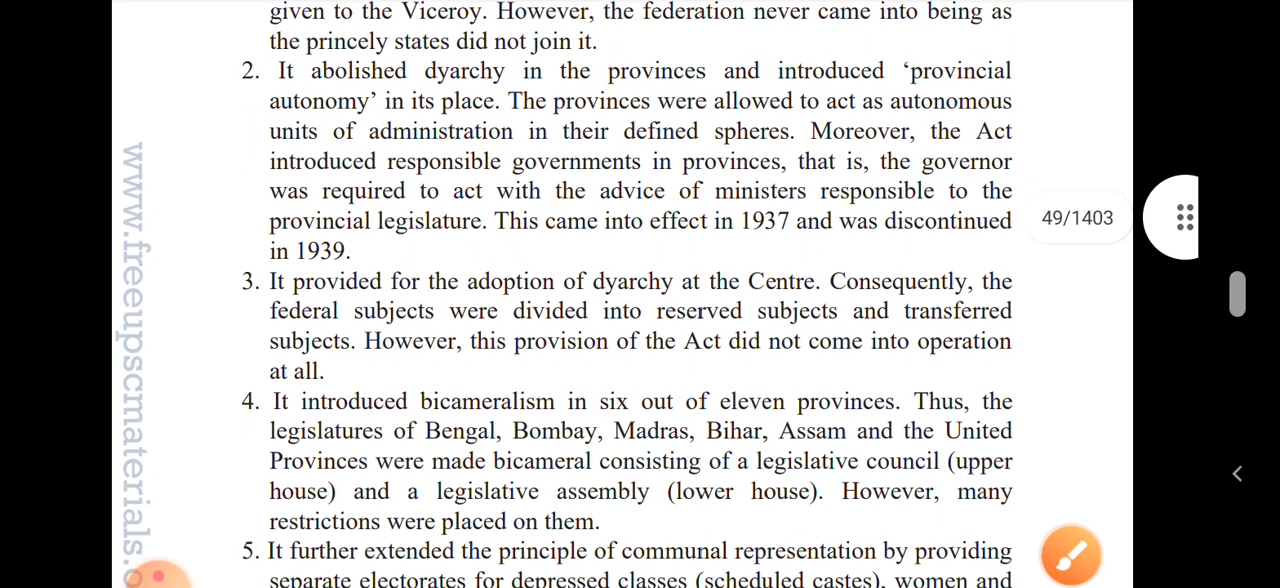 given to the Viceroy. However, the federation never came into being as
the princely states did not join it.
2. It abolished dyarchy in the provinces and introduced ‘provincial
autonomy’ in its place. The provinces were allowed to act as autonomous
units of administration in their defined spheres. Moreover, the Act
introduced responsible governments in provinces, that is, the governor
was required to act with the advice of ministers responsible to the
provincial legislature. This came into effect in 1937 and was discontinued
in 1939.
3. It provided for the adoption of dyarchy at the Centre. Consequently, the
federal subjects were divided into reserved subjects and transferred
subjects. However, this provision of the Act did not come into operation
at all.
4. It introduced bicameralism in six out of eleven provinces. Thus, the
legislatures of Bengal, Bombay, Madras, Bihar, Assam and the United
Provinces were made bicameral consisting of a legislative council (upper
house) and a legislative assembly (lower house). However, many
restrictions were placed on them.
5. It further extended the principle of communal representation by providing
separate electorates for depressed classes (scheduled castes), women and
49/1403
www.freeupscmaterials.o